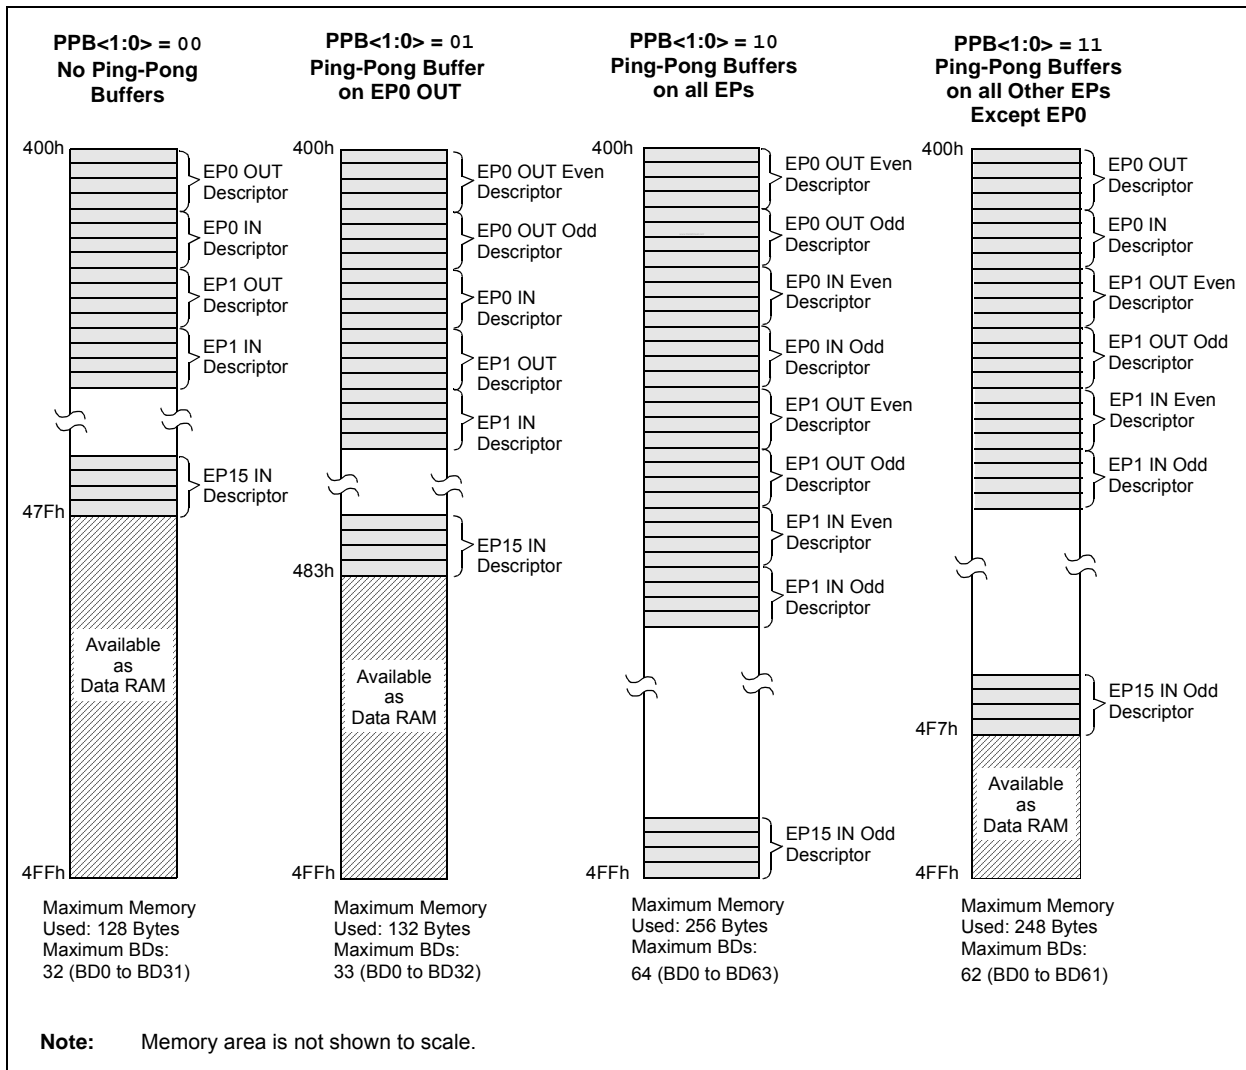 PPB<1:0> = 00
No Ping-Pong
Buffers
400h
EP0 OUT
Descriptor
EP0 IN
Descriptor
EP1 OUT
Descriptor
EP1 IN
Descriptor
EP15 IN
Descriptor
47Fh
Available
as
Data RAM
4FFh
Maximum Memory
Used: 128 Bytes
Maximum BDs:
32 (BD0 to BD31)
PPB<1:0> = 01
Ping-Pong Buffer
on EP0 OUT
400h
EP0 OUT Even
Descriptor
EP0 OUT Odd
Descriptor
EP0 IN
Descriptor
EP1 OUT
Descriptor
EP1 IN
Descriptor
EP15 IN
Descriptor
483h
Available
as
Data RAM
4FFh
Maximum Memory
Used: 132 Bytes
Maximum BDs:
33 (BD0 to BD32)
PPB<1:0> = 10
Ping-Pong Buffers
on all EPs
400h
EP0 OUT Even
Descriptor
EP0 OUT Odd
Descriptor
EP0 IN Even
Descriptor
EP0 IN Odd
Descriptor
EP1 OUT Even
Descriptor
EP1 OUT Odd
Descriptor
EP1 IN Even
Descriptor
EP1 IN Odd
Descriptor
EP15 IN Odd
Descriptor
4FFh
Maximum Memory
Used: 256 Bytes
Maximum BDs:
64 (BD0 to BD63)
PPB<1:0> = 11
Ping-Pong Buffers
on all Other EPs
Except EP0
400h
EP0 OUT
Descriptor
EP0 IN
Descriptor
EP1 OUT Even
Descriptor
EP1 OUT Odd
Descriptor
EP1 IN Even
Descriptor
EP1 IN Odd
Descriptor
EP15 IN Odd
Descriptor
4F7h
Available
as
Data RAM
4FFh
Maximum Memory
Used: 248 Bytes
Maximum BDs:
62 (BD0 to BD61)
Note: Memory area is not shown to scale.